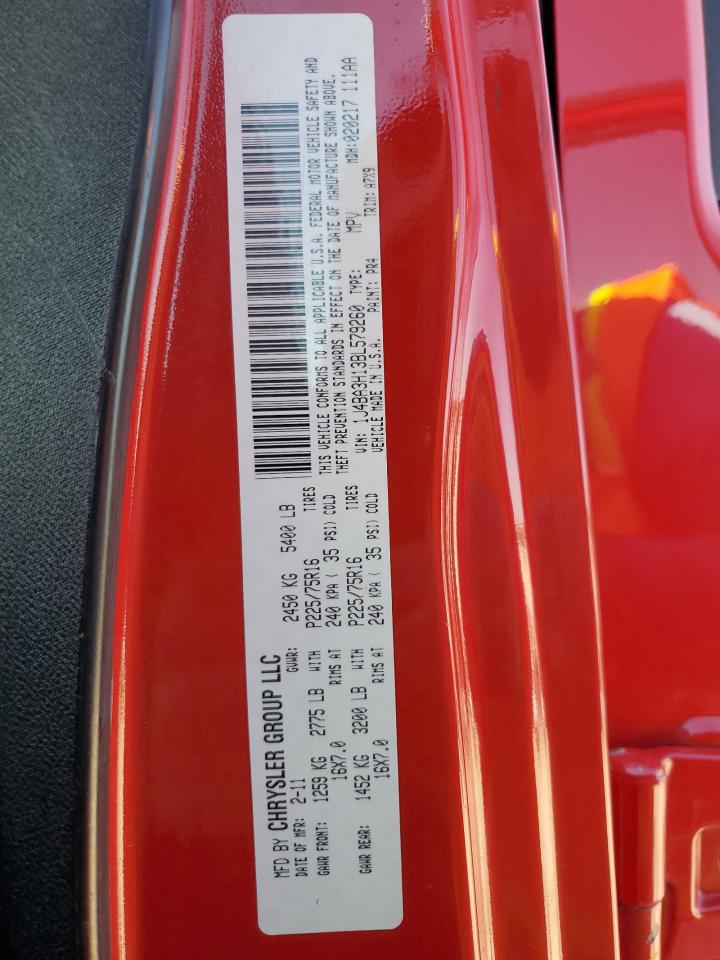 MFD BY CHRYSLER GROUP LLC
DATE OF MFR: 2-11 GVWR: 2450 KG 5400 LB
GAWR FRONT: 1259 KG 2775 LB WITH P225/75R16 TIRES
16X7.0 RIMS AT 240 KPA ( 35 PSI) COLD
GAWR REAR: 1452 KG 3200 LB WITH P225/75R16 TIRES
16X7.0 RIMS AT 240 KPA ( 35 PSI) COLD
THIS VEHICLE CONFORMS TO ALL APPLICABLE U.S.A. FEDERAL MOTOR VEHICLE SAFETY AND
THEFT PREVENTION STANDARDS IN EFFECT ON THE DATE OF MANUFACTURE SHOWN ABOVE.
VIN: 1J4BA3H13BL579260 TYPE: MPV MDH:020217 111AA
VEHICLE MADE IN U.S.A. PAINT: PR4 TRIM: A7X9